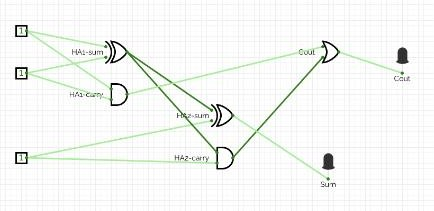 1
HA1-sum
Cout
Cout
1
HA1-carry
HA2-sum
1
HA2-carry
Sum